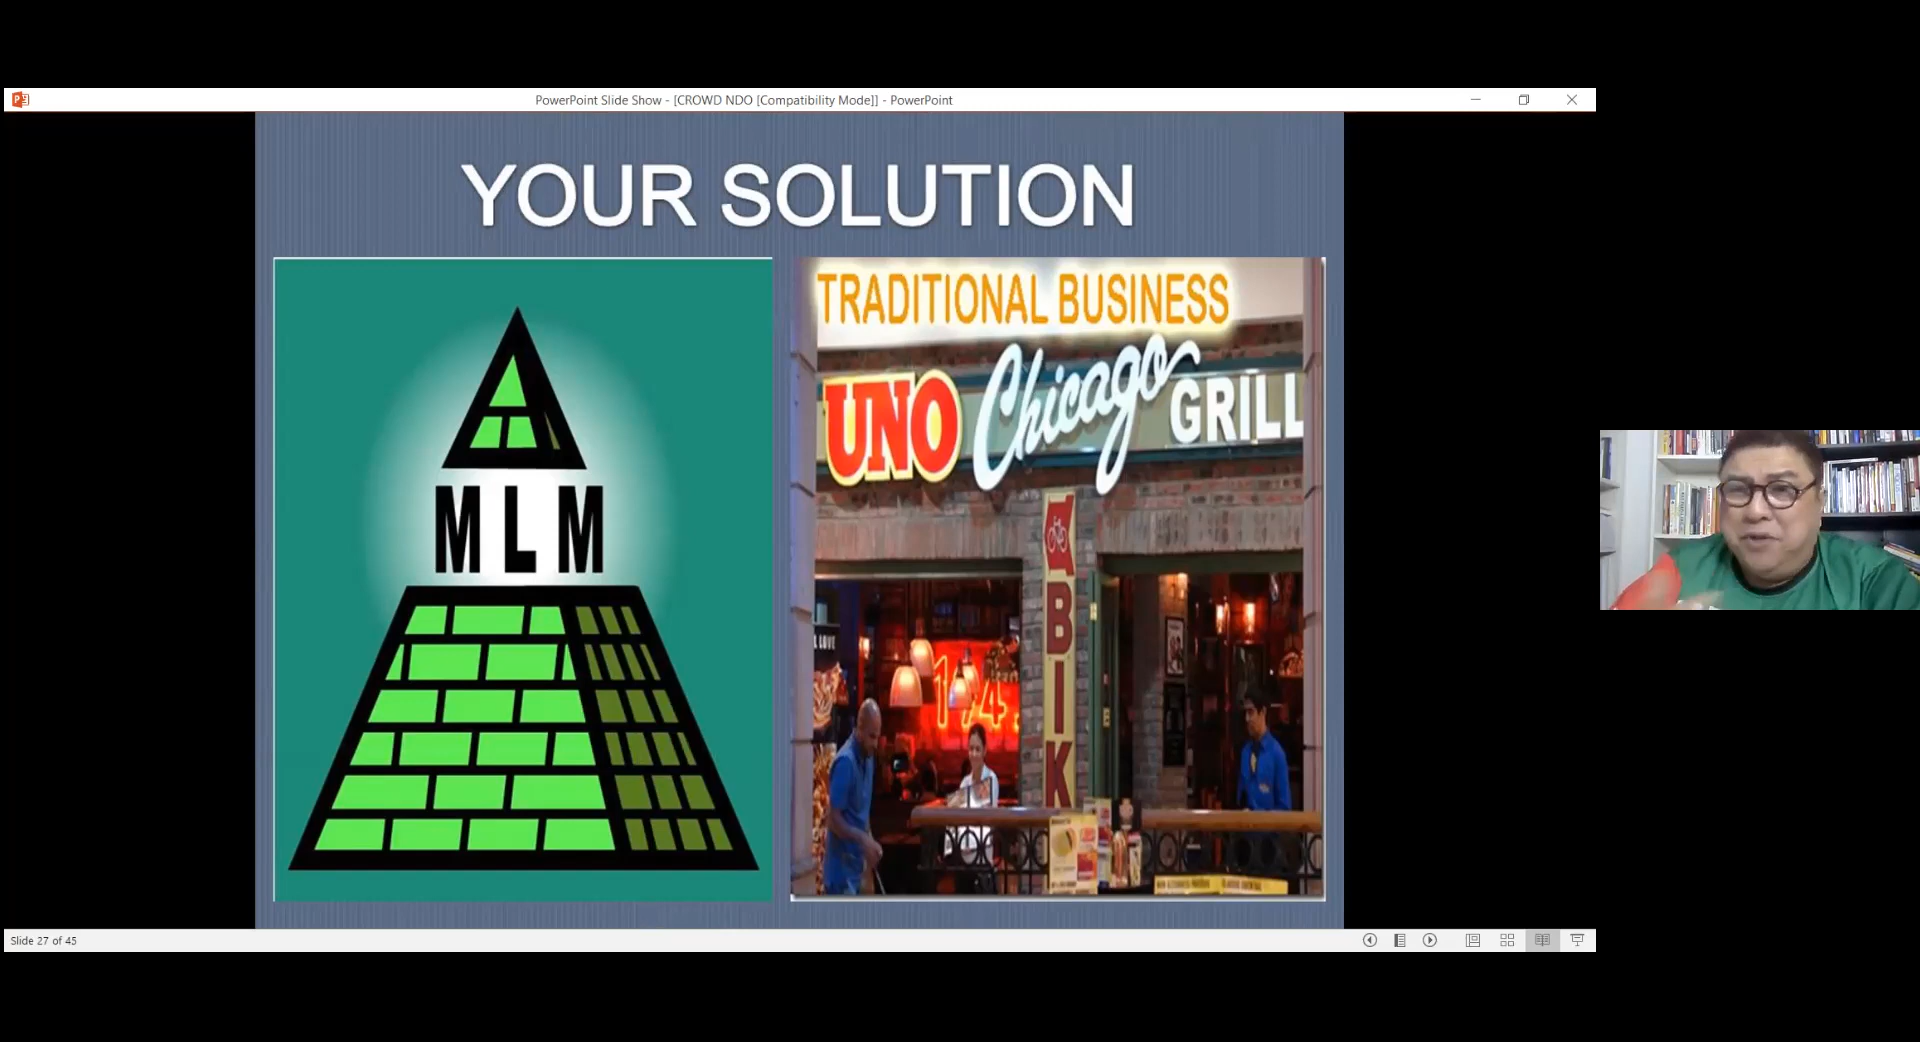 PowerPoint Slide Show - [CROWD NDO [Compatibility Mode]] - PowerPoint
YOUR SOLUTION
MLM
TRADITIONAL BUSINESS
UNO Chicago GRILL
BIK
Slide 27 of 45